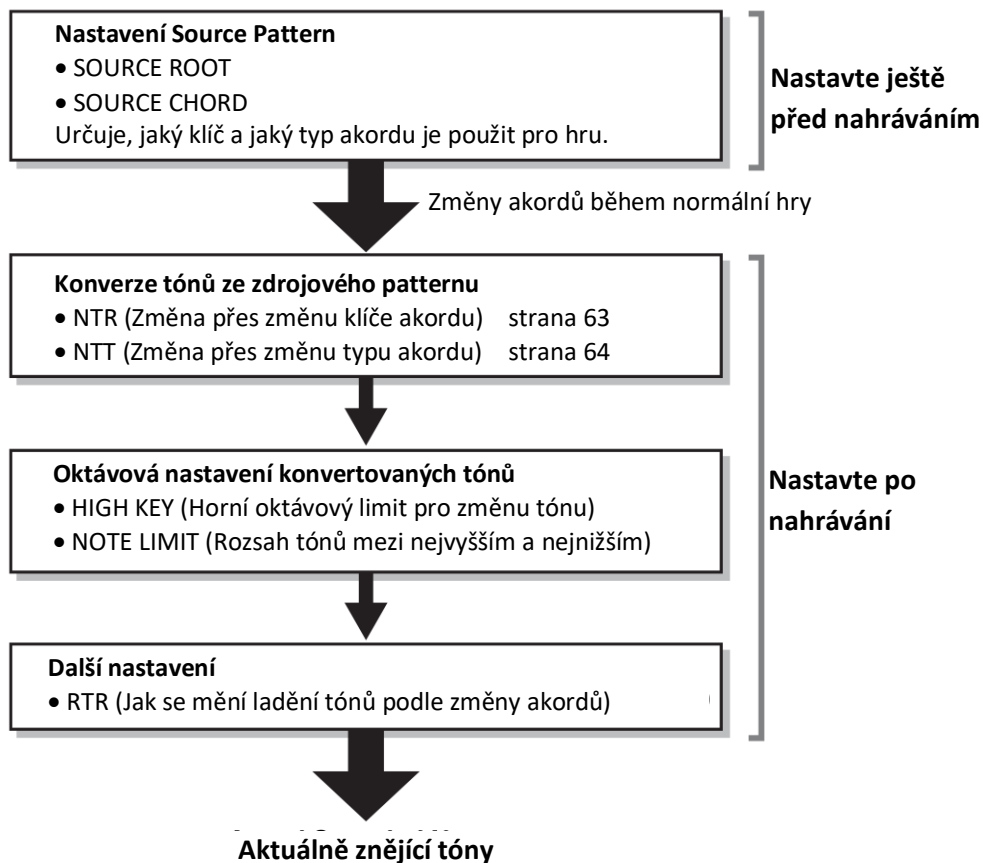 Nastavení Source Pattern
• SOURCE ROOT
• SOURCE CHORD
Určuje, jaký klíč a jaký typ akordu je použit pro hru.
Nastavte ještě
před nahráváním
Změny akordů během normální hry
Konverze tónů ze zdrojového patternu
• NTR (Změna přes změnu klíče akordu) strana 63
• NTT (Změna přes změnu typu akordu) strana 64
Oktávová nastavení konvertovaných tónů
• HIGH KEY (Horní oktávový limit pro změnu tónu)
• NOTE LIMIT (Rozsah tónů mezi nejvyšším a nejnižším)
Nastavte po
nahrávání
Další nastavení
• RTR (Jak se mění ladění tónů podle změny akordů)
Aktuálně znějící tóny